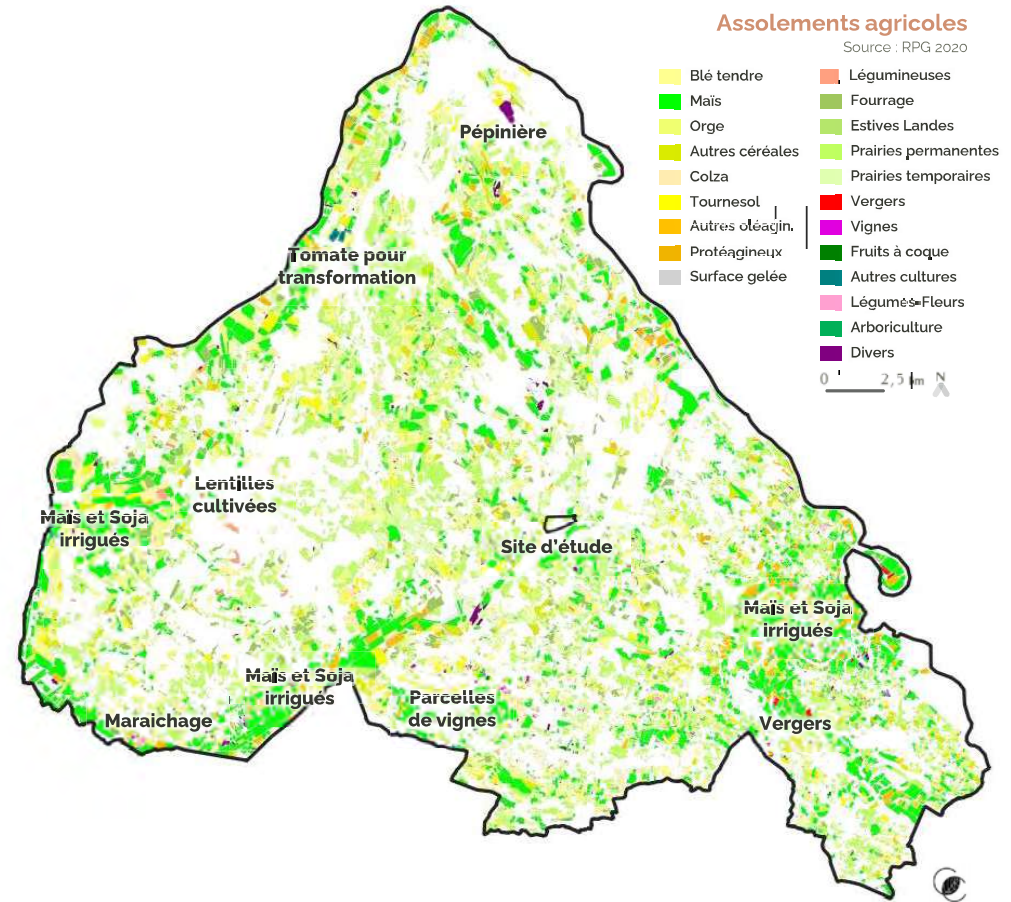 Assolements agricoles
Source : RPG 2020
Blé tendre
Maïs
Orge
Autres céréales
Colza
Tournesol
Autres oléagin.
Protéagineux
Surface gelée
Légumineuses
Fourrage
Estives Landes
Prairies permanentes
Prairies temporaires
Vergers
Vignes
Fruits à coque
Autres cultures
Légumes-Fleurs
Arboriculture
Divers
0 2,5 km N
Pépinière
Tomate pour
transformation
Lentilles
cultivées
Maïs et Soja
irrigués
Site d'étude
Maïs et Soja
irrigués
Maïs et Soja
irrigués
Parcelles
de vignes
Maraichage
Vergers